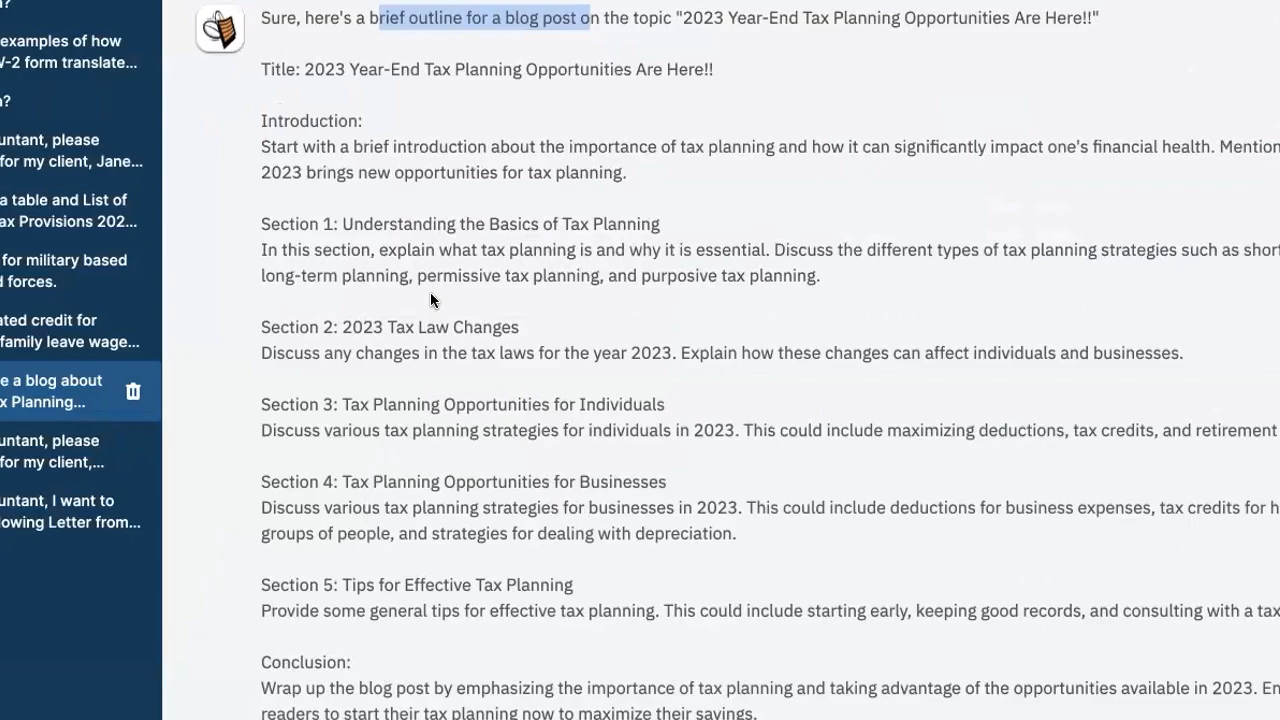 n?
examples of how
W-2 form translate...
n?
untant, please
for my client, Jane...
a table and List of
ax Provisions 202...
for military based
d forces.
ated credit for
family leave wage...
e a blog about
x Planning...
untant, please
for my client,...
untant, I want to
lowing Letter from...
Sure, here's a brief outline for a blog post on the topic "2023 Year-End Tax Planning Opportunities Are Here!!"
Title: 2023 Year-End Tax Planning Opportunities Are Here!!
Introduction:
Start with a brief introduction about the importance of tax planning and how it can significantly impact one's financial health. Mention
2023 brings new opportunities for tax planning.
Section 1: Understanding the Basics of Tax Planning
In this section, explain what tax planning is and why it is essential. Discuss the different types of tax planning strategies such as short
long-term planning, permissive tax planning, and purposive tax planning.
Section 2: 2023 Tax Law Changes
Discuss any changes in the tax laws for the year 2023. Explain how these changes can affect individuals and businesses.
Section 3: Tax Planning Opportunities for Individuals
Discuss various tax planning strategies for individuals in 2023. This could include maximizing deductions, tax credits, and retirement
Section 4: Tax Planning Opportunities for Businesses
Discuss various tax planning strategies for businesses in 2023. This could include deductions for business expenses, tax credits for h
groups of people, and strategies for dealing with depreciation.
Section 5: Tips for Effective Tax Planning
Provide some general tips for effective tax planning. This could include starting early, keeping good records, and consulting with a tax
Conclusion:
Wrap up the blog post by emphasizing the importance of tax planning and taking advantage of the opportunities available in 2023. En
readers to start their tax planning now to maximize their savings.